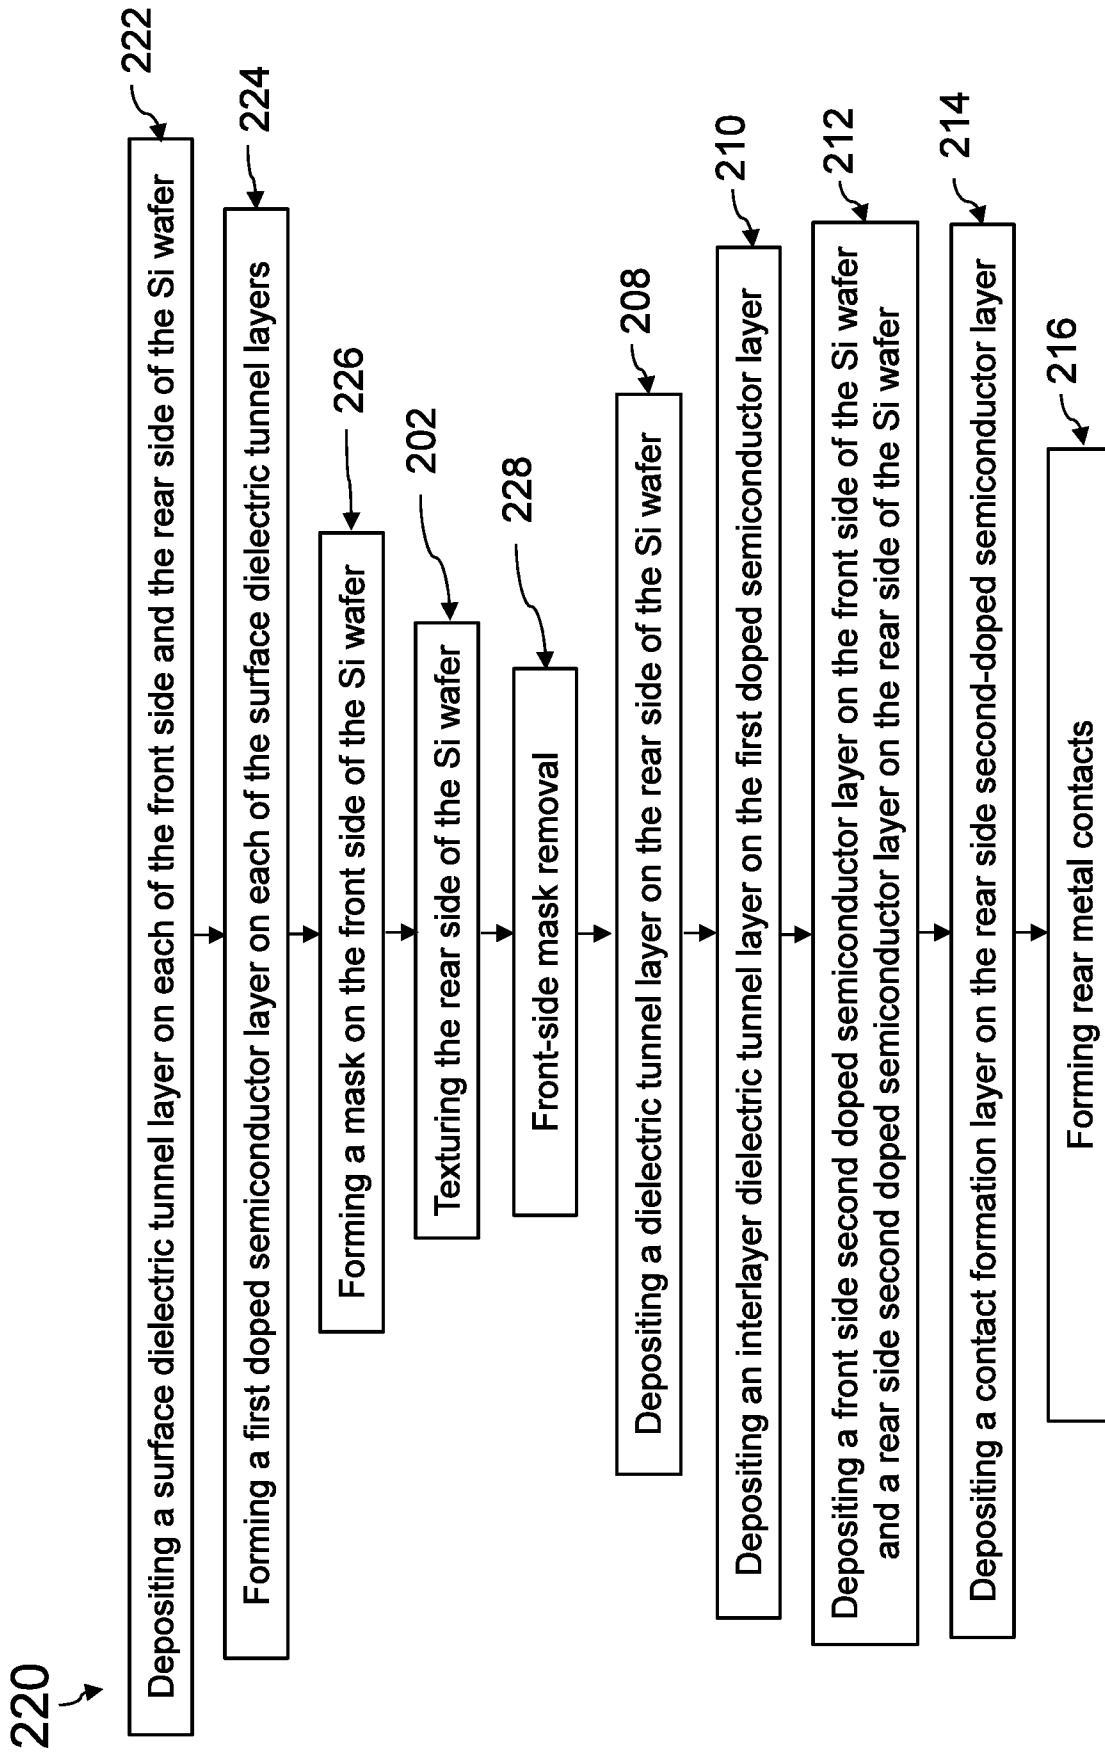 220
Depositing a surface dielectric tunnel layer on each of the front side and the rear side of the Si wafer
222
Forming a first doped semiconductor layer on each of the surface dielectric tunnel layers
224
Forming a mask on the front side of the Si wafer
226
Texturing the rear side of the Si wafer
202
Front-side mask removal
228
Depositing a dielectric tunnel layer on the rear side of the Si wafer
208
Depositing an interlayer dielectric tunnel layer on the first doped semiconductor layer
210
Depositing a front side second doped semiconductor layer on the front side of the Si wafer
and a rear side second doped semiconductor layer on the rear side of the Si wafer
212
Depositing a contact formation layer on the rear side second-doped semiconductor layer
214
Forming rear metal contacts
216